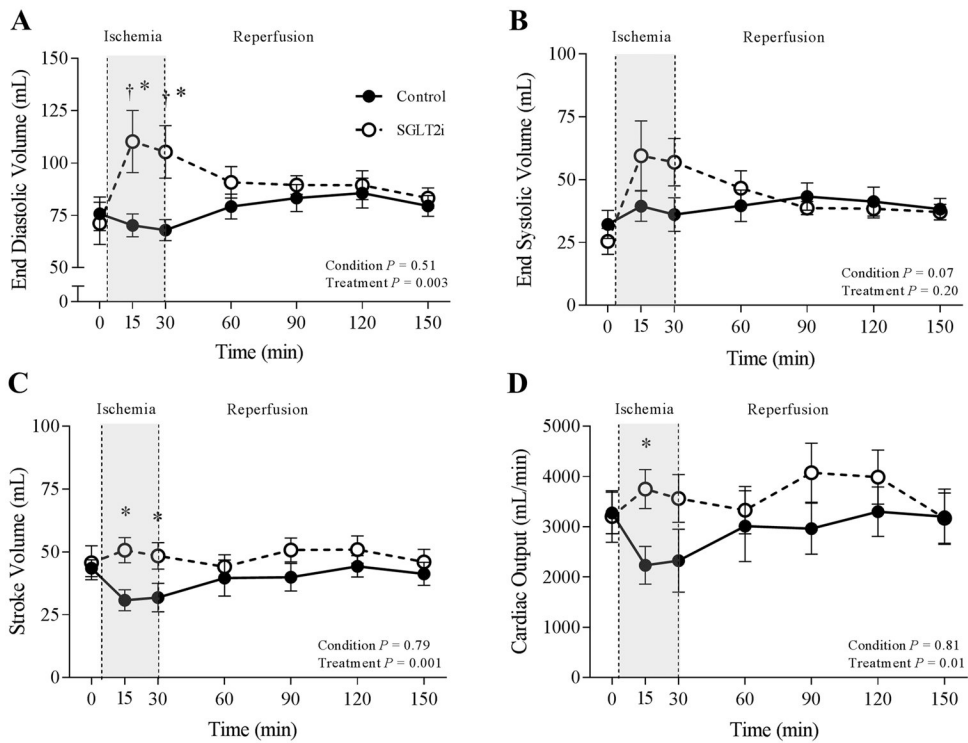 A
Ischemia Reperfusion
150
125
100
75
50
0
End Diastolic Volume (mL)
† * † *
Control
SGLT2i
Condition P = 0.51
Treatment P = 0.003
0 15 30 60 90 120 150
Time (min)
B
Ischemia Reperfusion
100
75
50
25
0
End Systolic Volume (mL)
Condition P = 0.07
Treatment P = 0.20
0 15 30 60 90 120 150
Time (min)
C
Ischemia Reperfusion
100
75
50
25
0
Stroke Volume (mL)
* *
Condition P = 0.79
Treatment P = 0.001
0 15 30 60 90 120 150
Time (min)
D
Ischemia Reperfusion
5000
4000
3000
2000
1000
0
Cardiac Output (mL/min)
*
Condition P = 0.81
Treatment P = 0.01
0 15 30 60 90 120 150
Time (min)